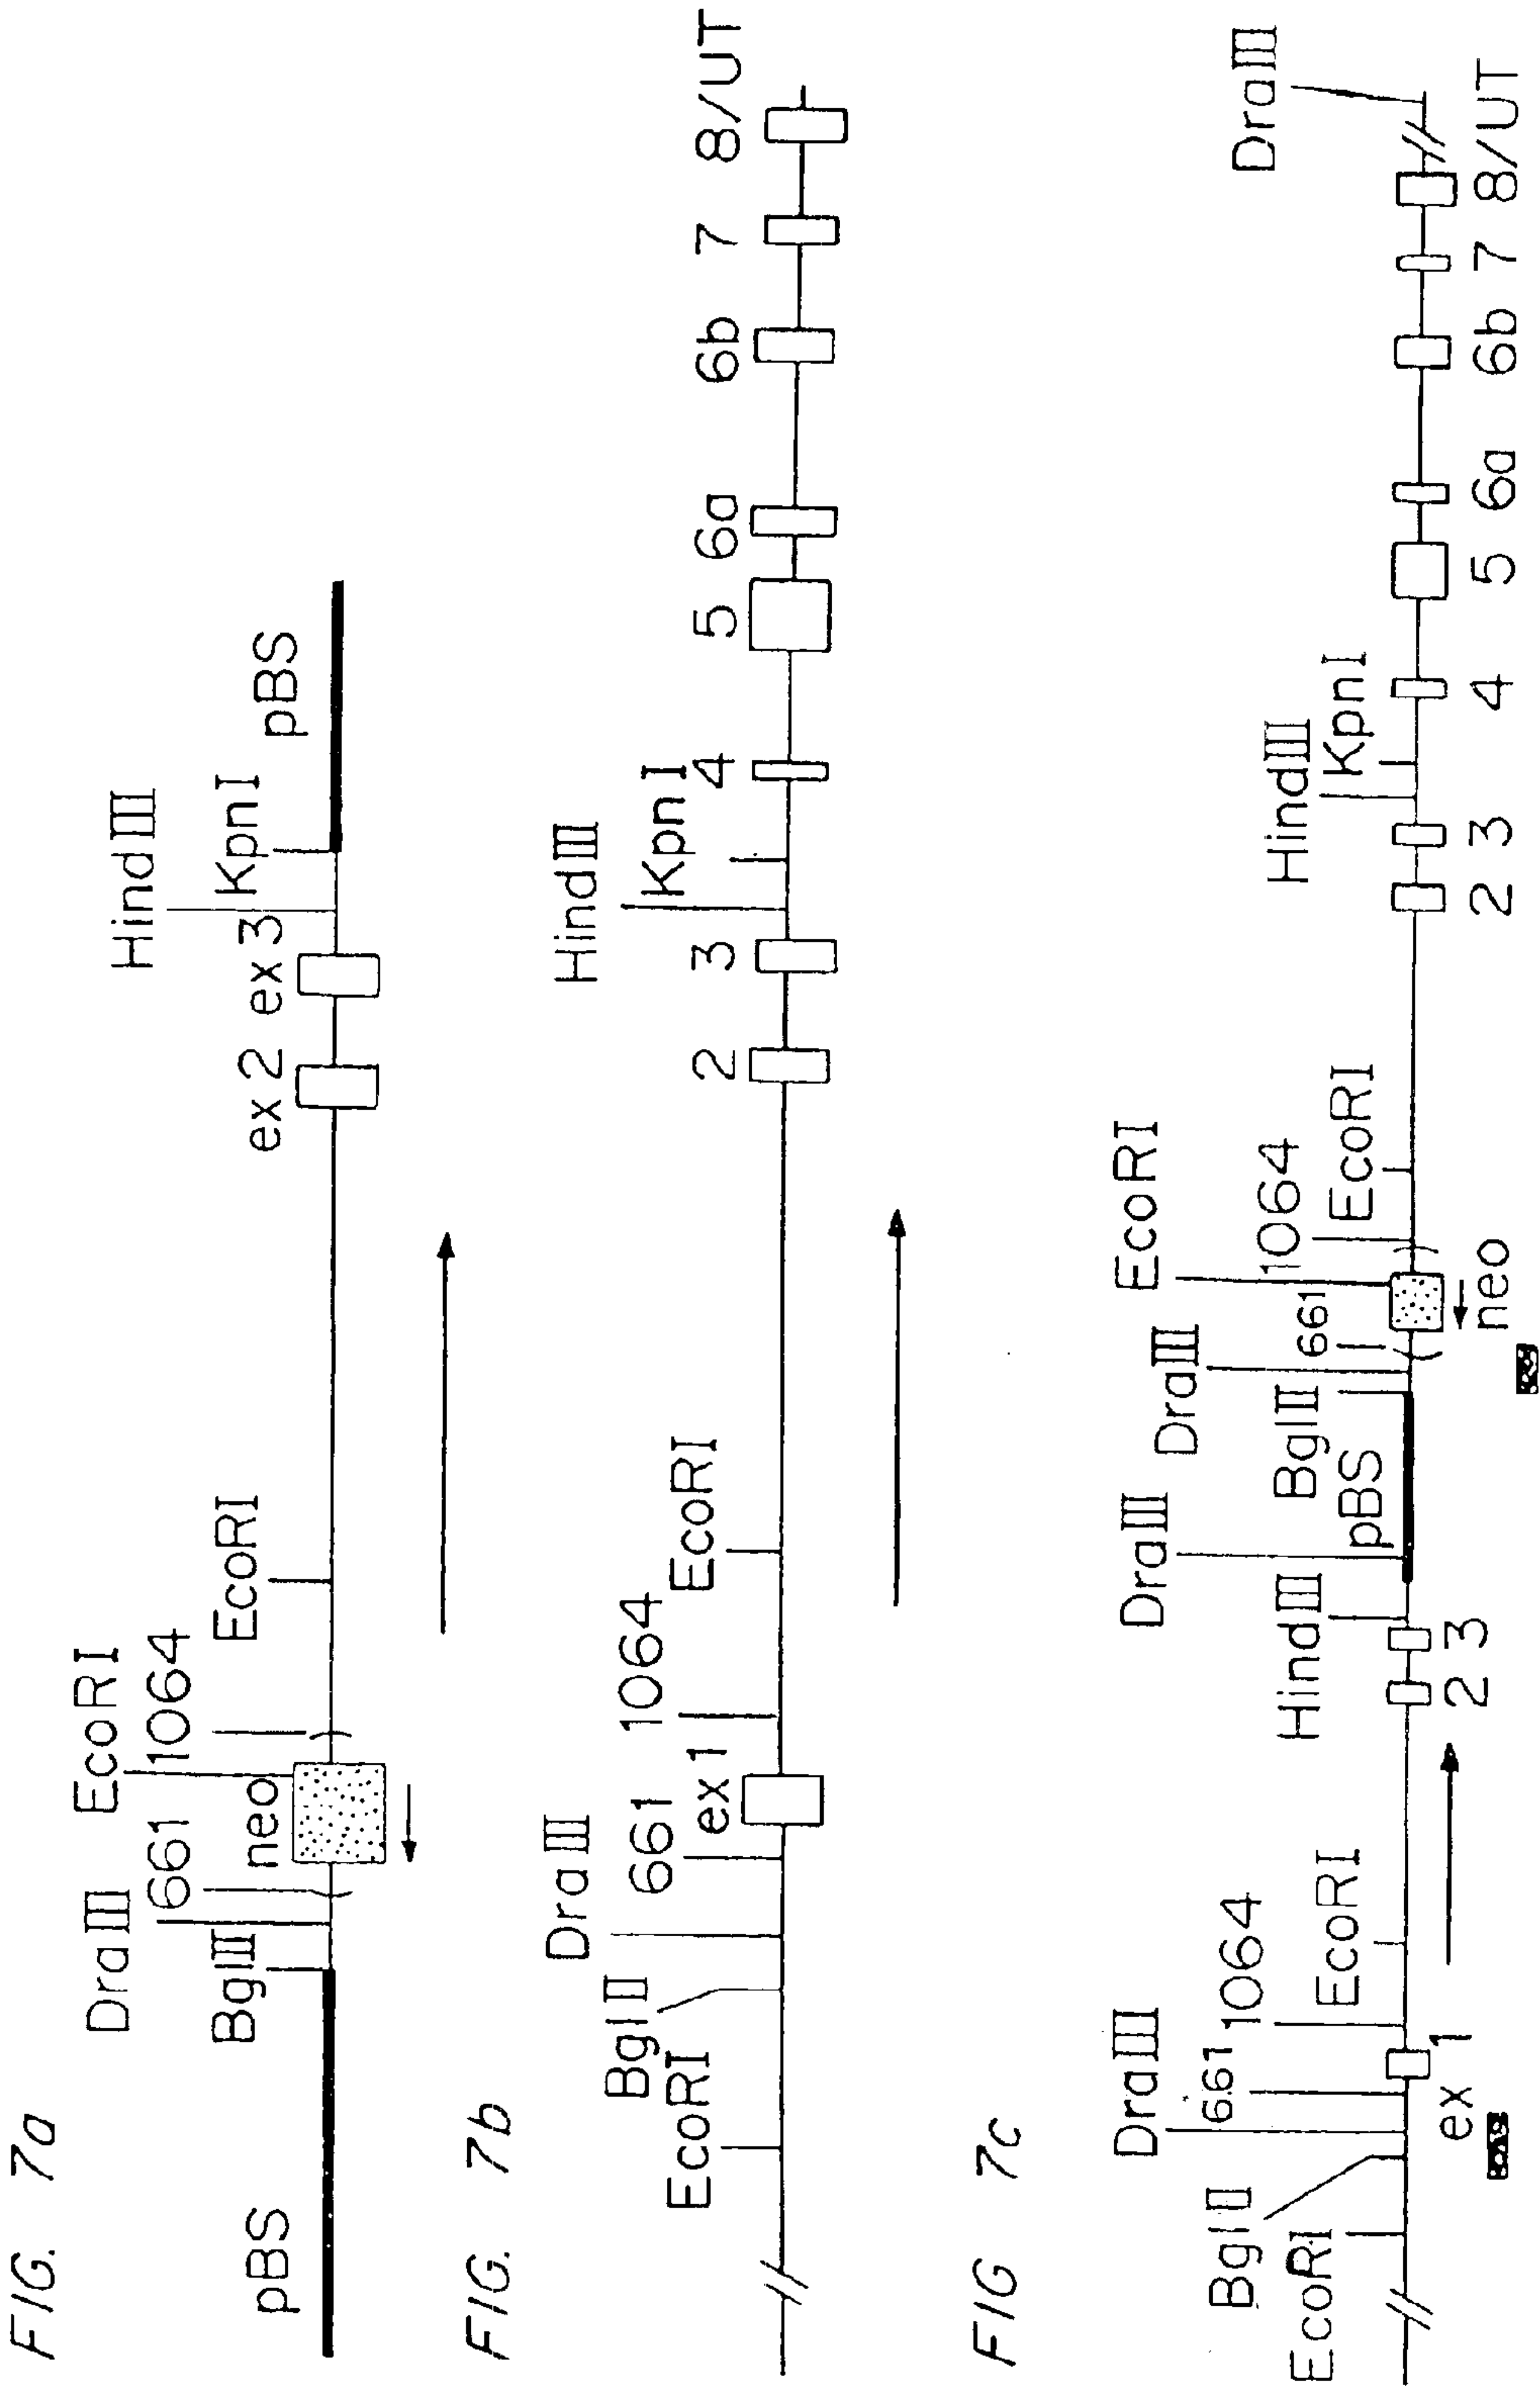 FIG. 7a
pBS
BglII
DraIII
661
neo
EcoRI
1064
EcoRI
ex 2
ex 3
HindIII
KpnI
pBS
FIG. 7b
EcoRI
BglII
DraIII
661
ex 1
1064
EcoRI
2
3
HindIII
KpnI
4
5
6a
6b
7
8/UT
FIG 7c
EcoRI
BglII
DraIII
661
ex 1
1064
EcoRI
2
3
HindIII
DraIII
pBS
BglII
DraIII
661
neo
EcoRI
1064
EcoRI
2
3
HindIII
KpnI
4
5
6a
6b
7
8/UT
DraIII